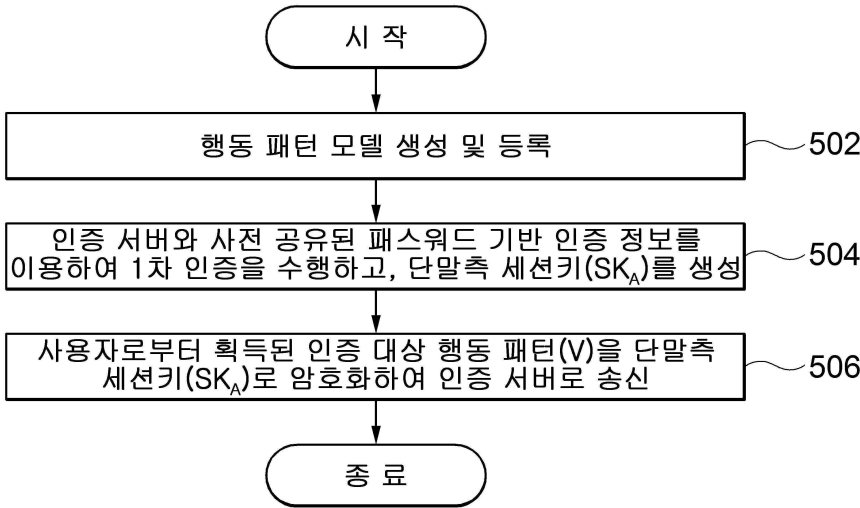 시 작
행동 패턴 모델 생성 및 등록
502
인증 서버와 사전 공유된 패스워드 기반 인증 정보를
이용하여 1차 인증을 수행하고, 단말측 세션키(SKA)를 생성
504
사용자로부터 획득된 인증 대상 행동 패턴(V)을 단말측
세션키(SKA)로 암호화하여 인증 서버로 송신
506
종 료